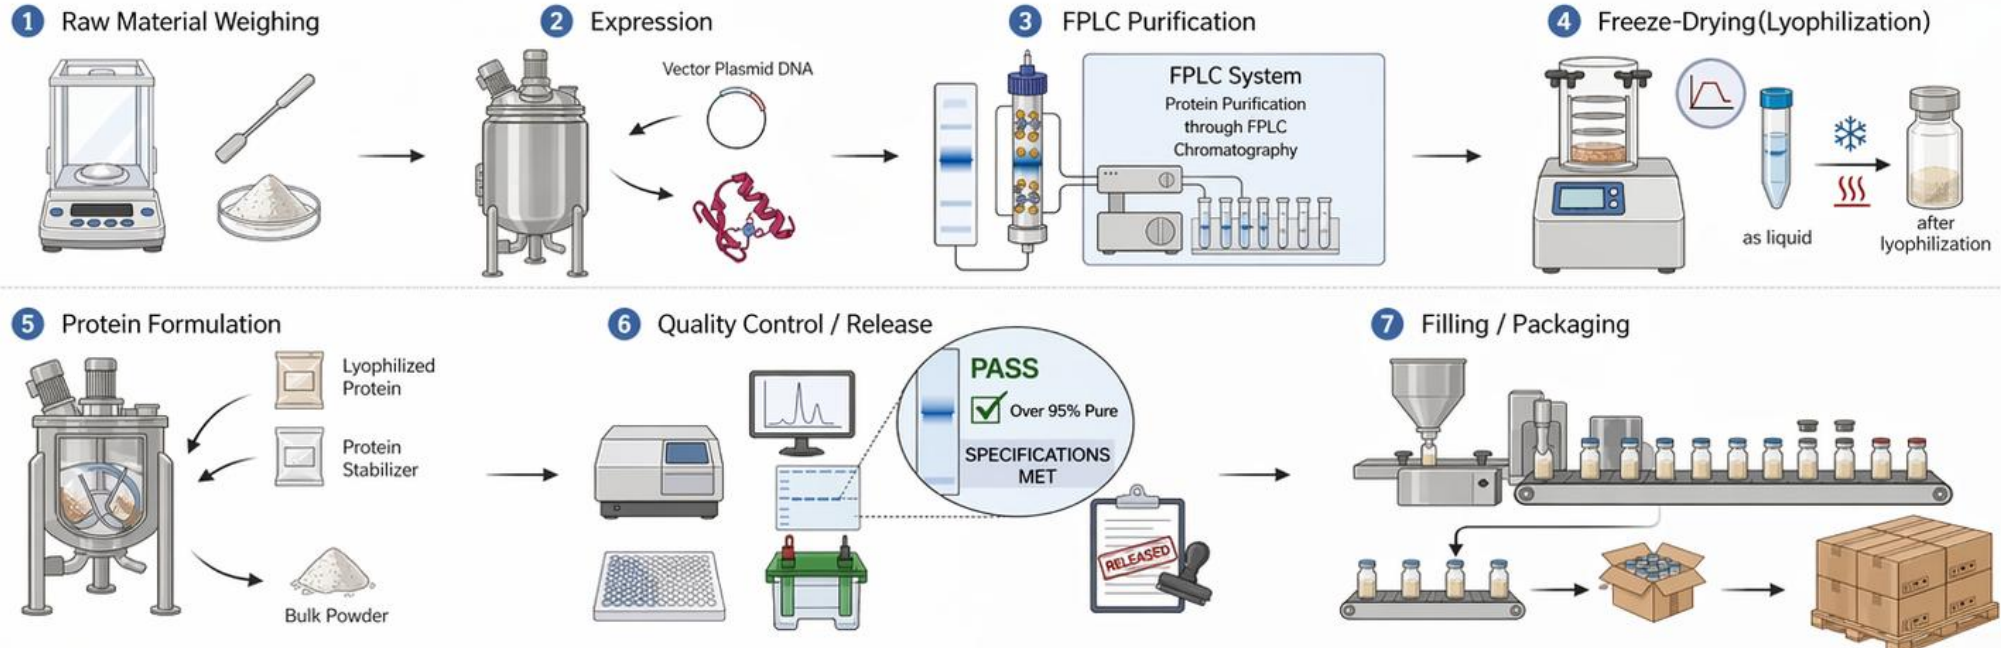 1 Raw Material Weighing
2 Expression
Vector Plasmid DNA
3 FPLC Purification
FPLC System
Protein Purification
through FPLC
Chromatography
4 Freeze-Drying(Lyophilization)
as liquid
after
lyophilization
5 Protein Formulation
Lyophilized
Protein
Protein
Stabilizer
Bulk Powder
6 Quality Control / Release
PASS
Over 95% Pure
SPECIFICATIONS
MET
RELEASED
7 Filling / Packaging